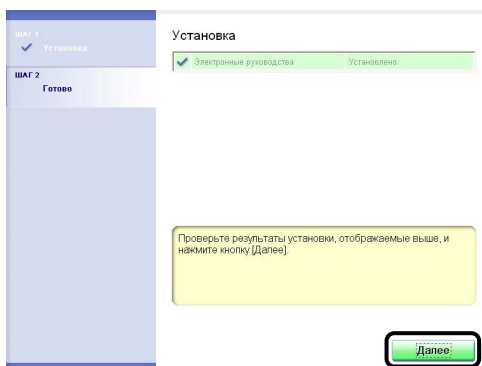 ШАГ 1
Установка
ШАГ 2
Готово
Установка
Электронные руководства Установлено.
Проверьте результаты установки, отображаемые выше, и
нажмите кнопку [Далее].
Далее